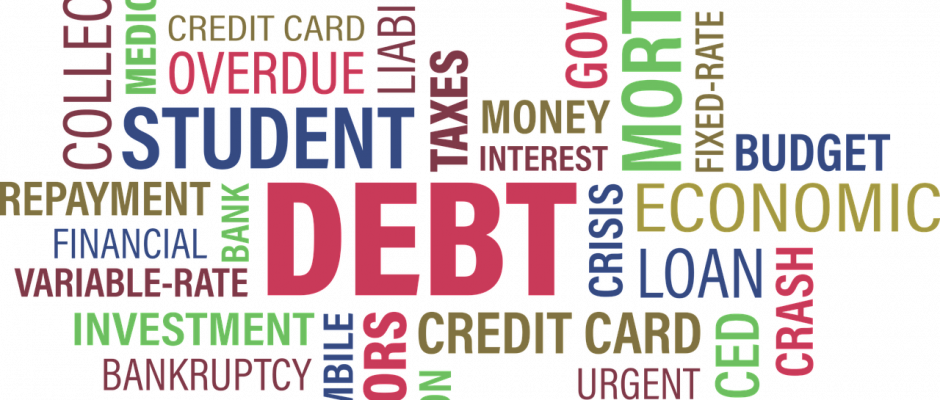 COLLEC
MEDIC
CREDIT CARD
LIABI
OVERDUE
STUDENT
TAXES
GOV
MORT
FIXED-RATE
MONEY
INTEREST
BUDGET
REPAYMENT
BANK
DEBT
CRISIS
ECONOMIC
FINANCIAL
LOAN
CRASH
VARIABLE-RATE
INVESTMENT
MBILE
ORS
CREDIT CARD
CED
BANKRUPTCY
ON
URGENT